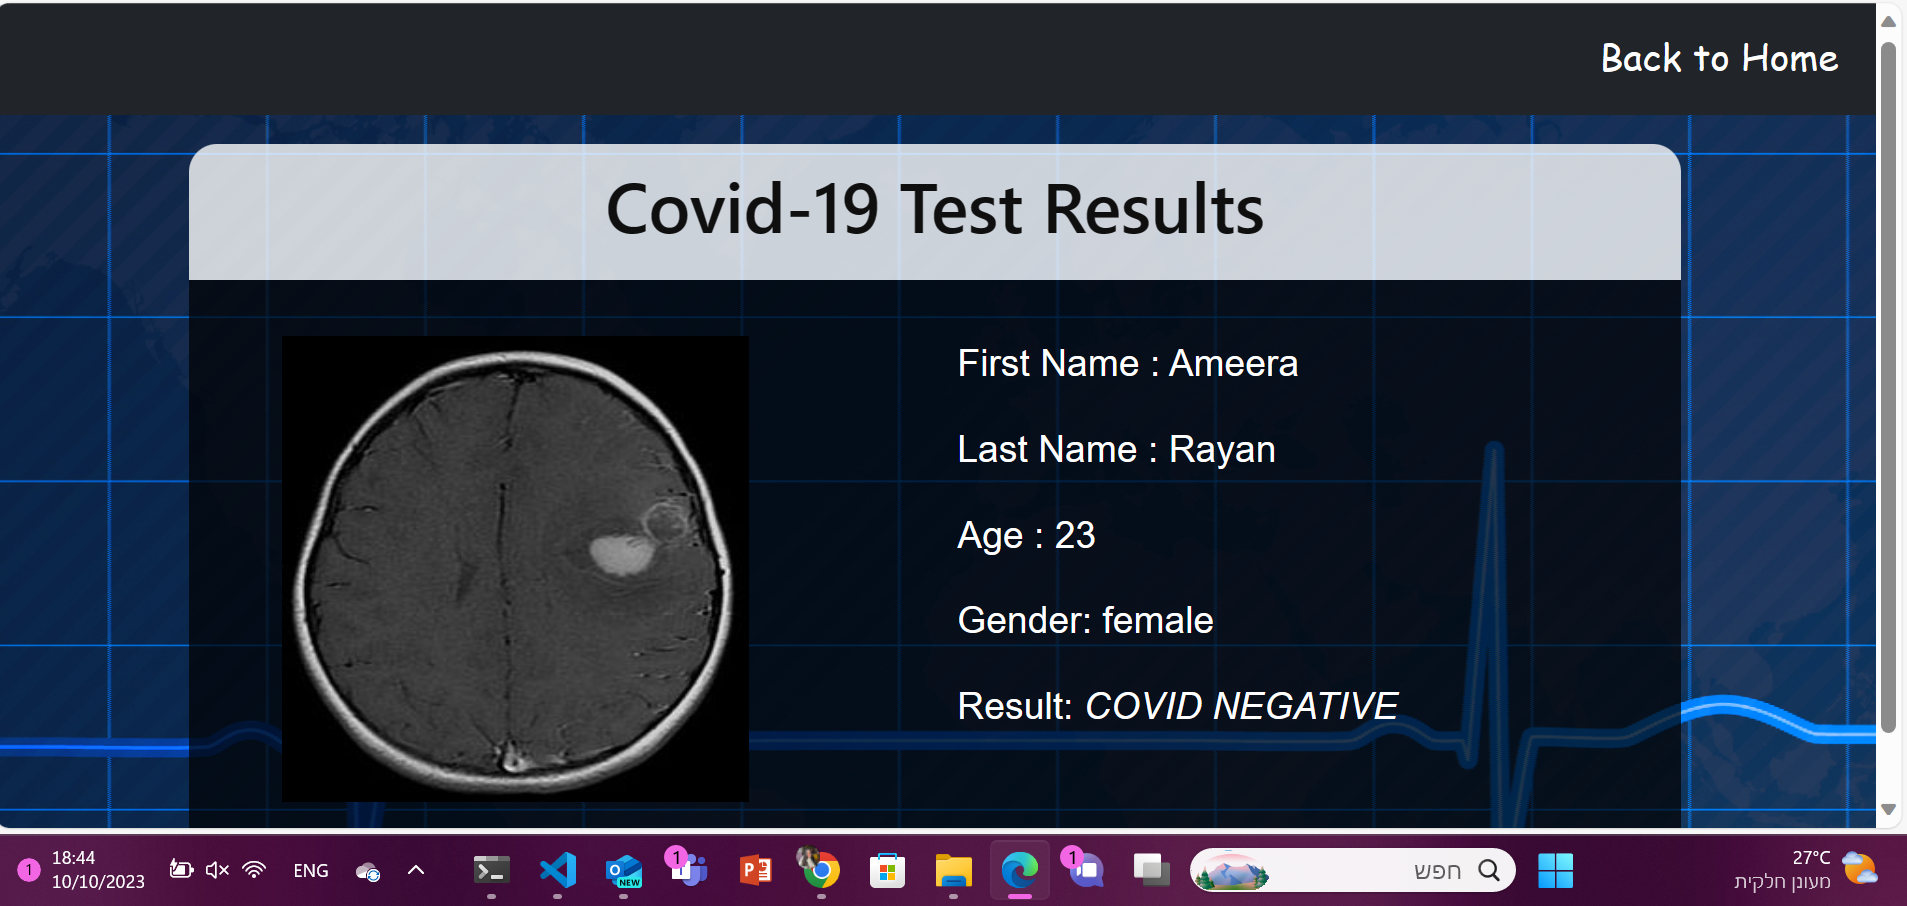 Back to Home
Covid-19 Test Results
First Name : Ameera
Last Name : Rayan
Age : 23
Gender: female
Result: COVID NEGATIVE
1
18:44
10/10/2023
ENG
NEW
1
1
חפש
27°C
מעונן חלקית